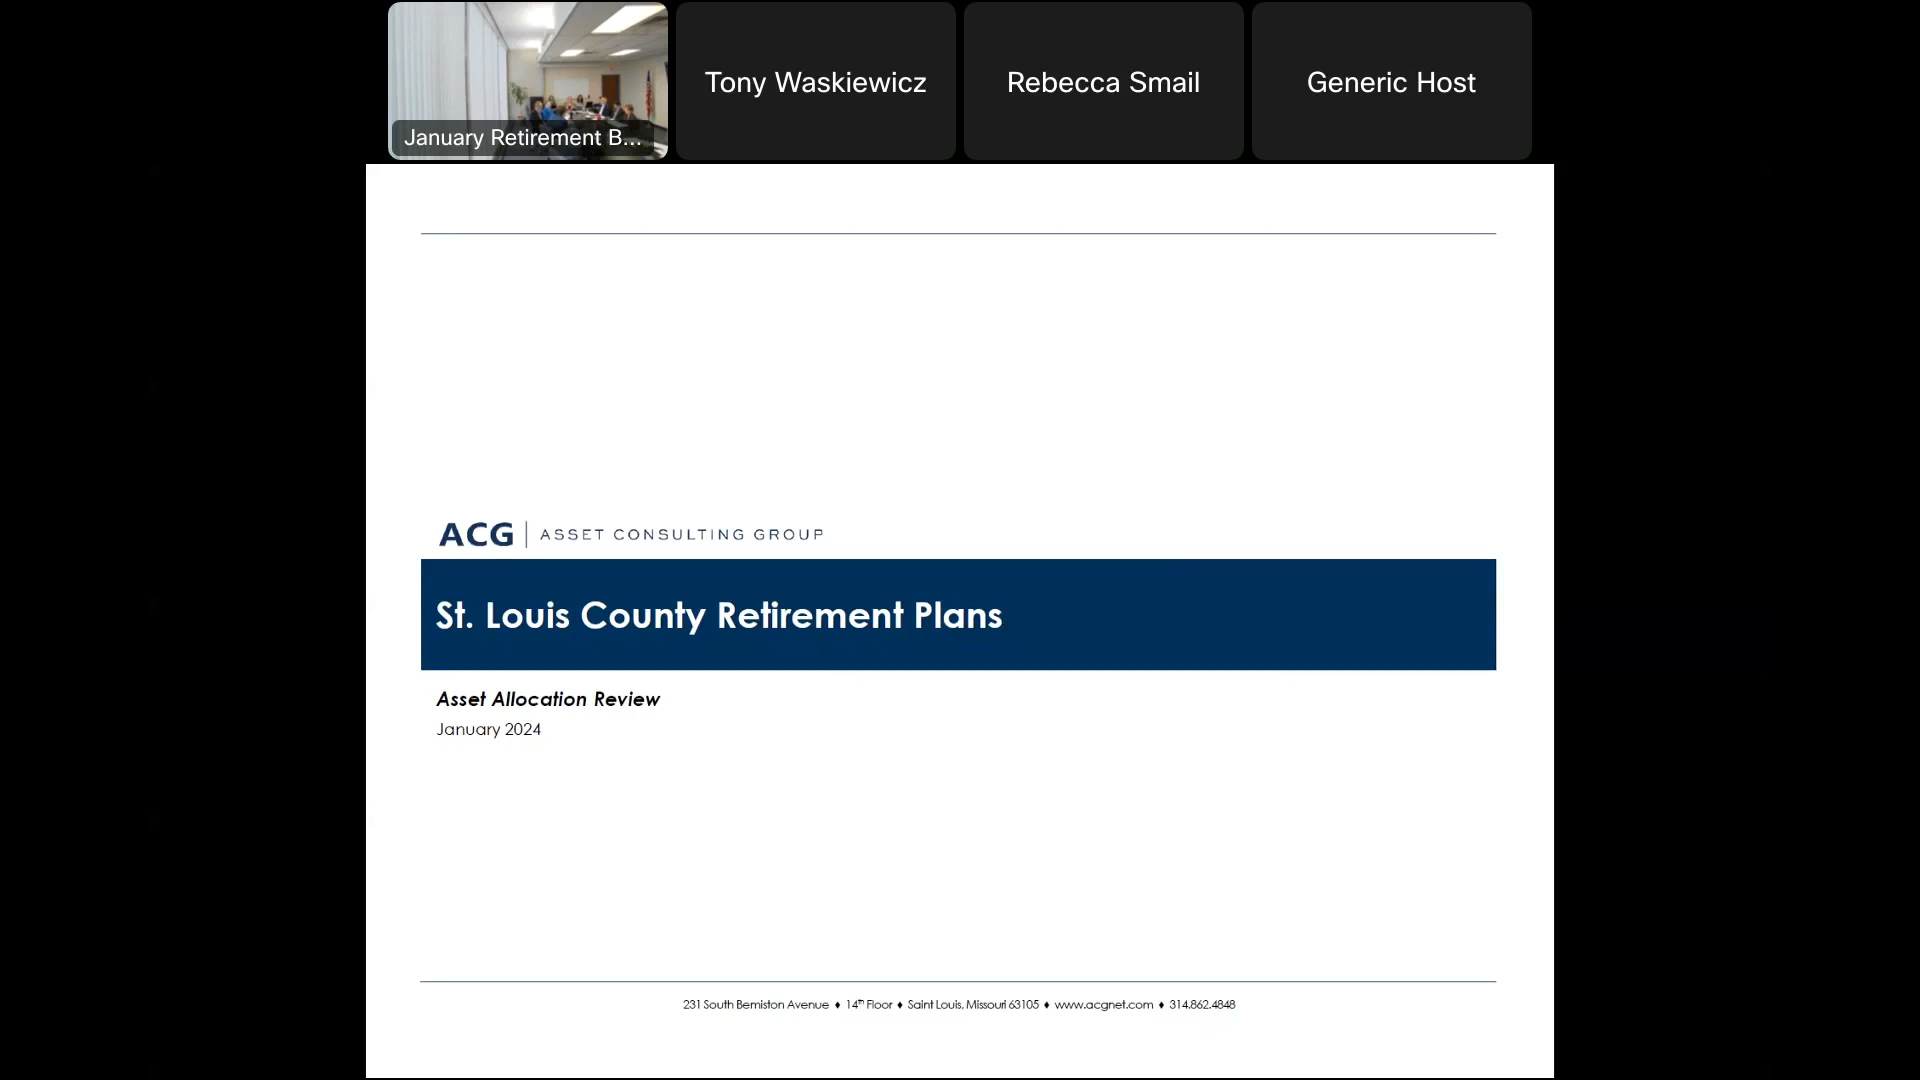 January Retirement B...
Tony Waskiewicz
Rebecca Smail
Generic Host
ACG | ASSET CONSULTING GROUP
St. Louis County Retirement Plans
Asset Allocation Review
January 2024
231 South Bemiston Avenue ♦ 14th Floor ♦ Saint Louis, Missouri 63105 ♦ www.acgnet.com ♦ 314.862.4848